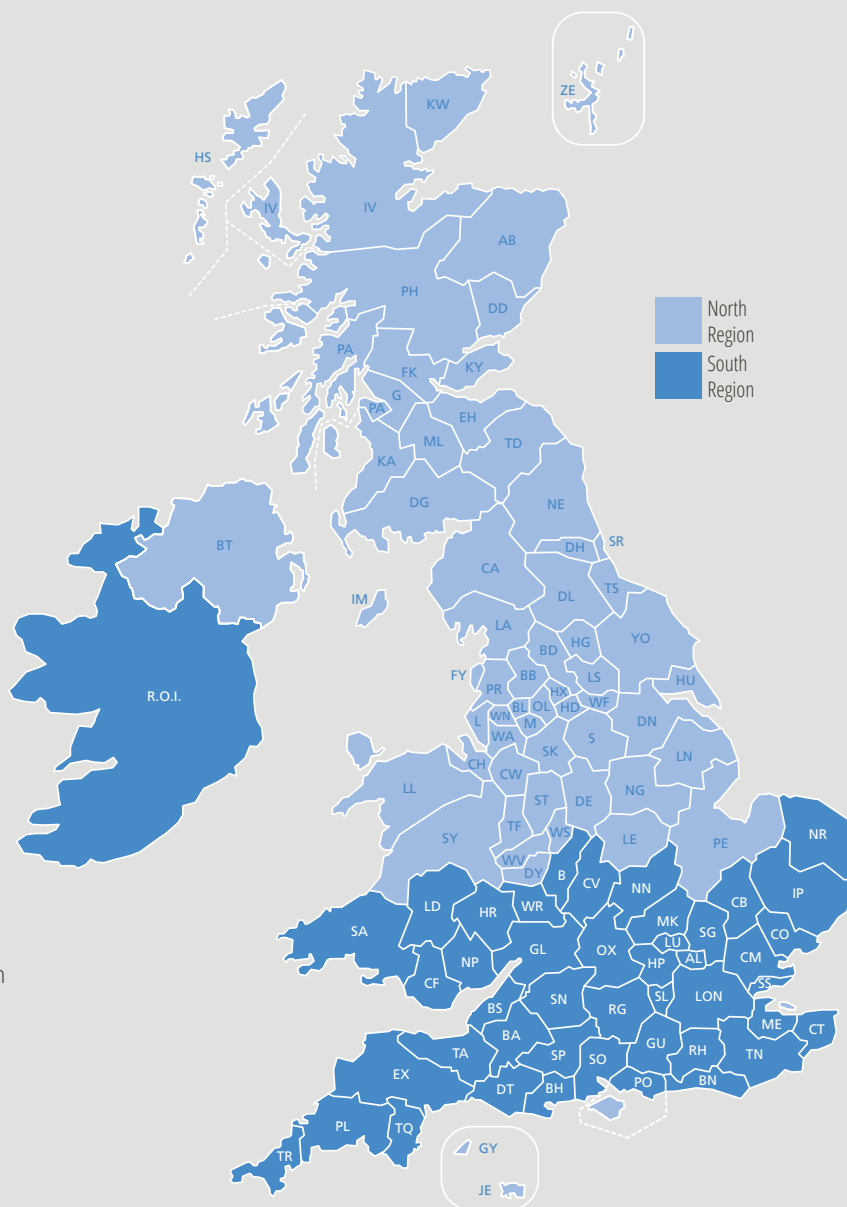 ZE
KW
HS
IV
IV
AB
PH
DD
North
Region
South
Region
PA
FK
KY
G
PA
EH
ML
TD
KA
DG
NE
BT
SR
DH
CA
TS
IM
DL
LA
HG
YO
BD
FY
BB
LS
HU
PR
HX
WF
BL
OL
HD
WN
L
M
DN
WA
S
SK
LN
CH
CW
LL
NG
ST
DE
TF
WS
SY
LE
PE
NR
WV
DY
B
CV
NN
IP
R.O.I.
LD
HR
WR
CB
SA
MK
SG
CO
LU
GL
OX
NP
HP
AL
CM
CF
SS
SN
SL
LON
BS
RG
ME
CT
BA
GU
RH
TN
TA
SP
SO
EX
PO
BN
DT
BH
PL
TQ
TR
GY
JE
n